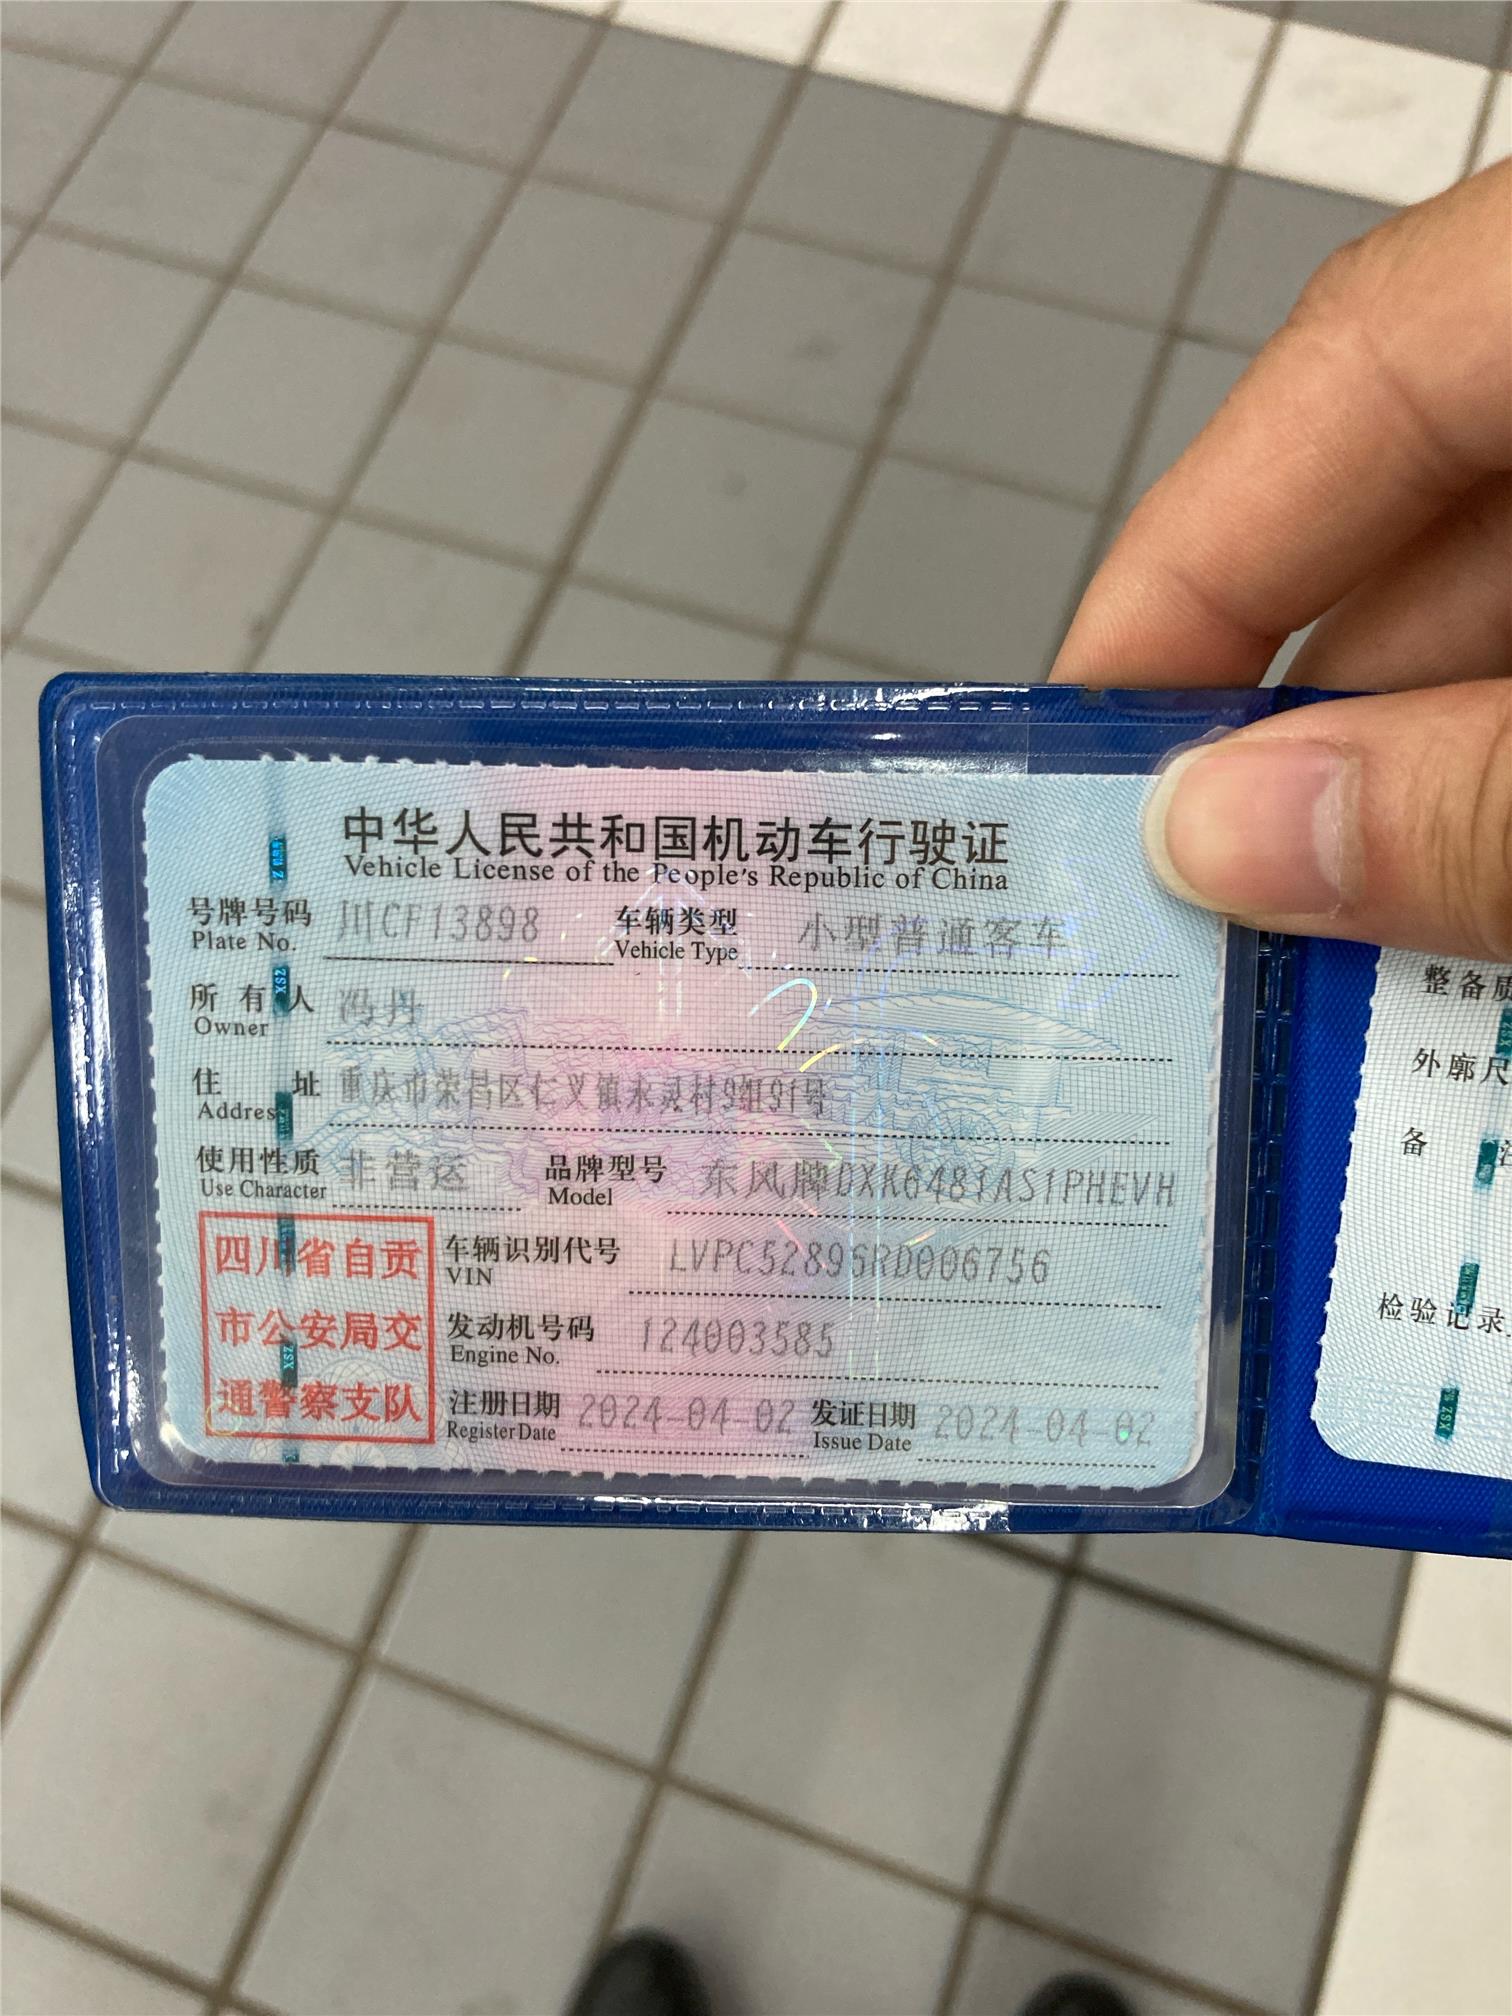 中华人民共和国机动车行驶证
Vehicle License of the People's Republic of China
号牌号码 川CF13898 车辆类型 小型普通客车
Plate No. Vehicle Type
所有人 冯丹
Owner
住址 重庆市荣昌区仁义镇永灵村9组91号
Address
使用性质 非营运 品牌型号 东风牌DXK6481AS1PHEVH
Use Character Model
四川省自贡
市公安局交
通警察支队
车辆识别代号 LVPC52896RD006756
VIN
发动机号码 124003585
Engine No.
注册日期 2024-04-02 发证日期 2024-04-02
Register Date Issue Date
整备质
外廓尺
备
检验记录